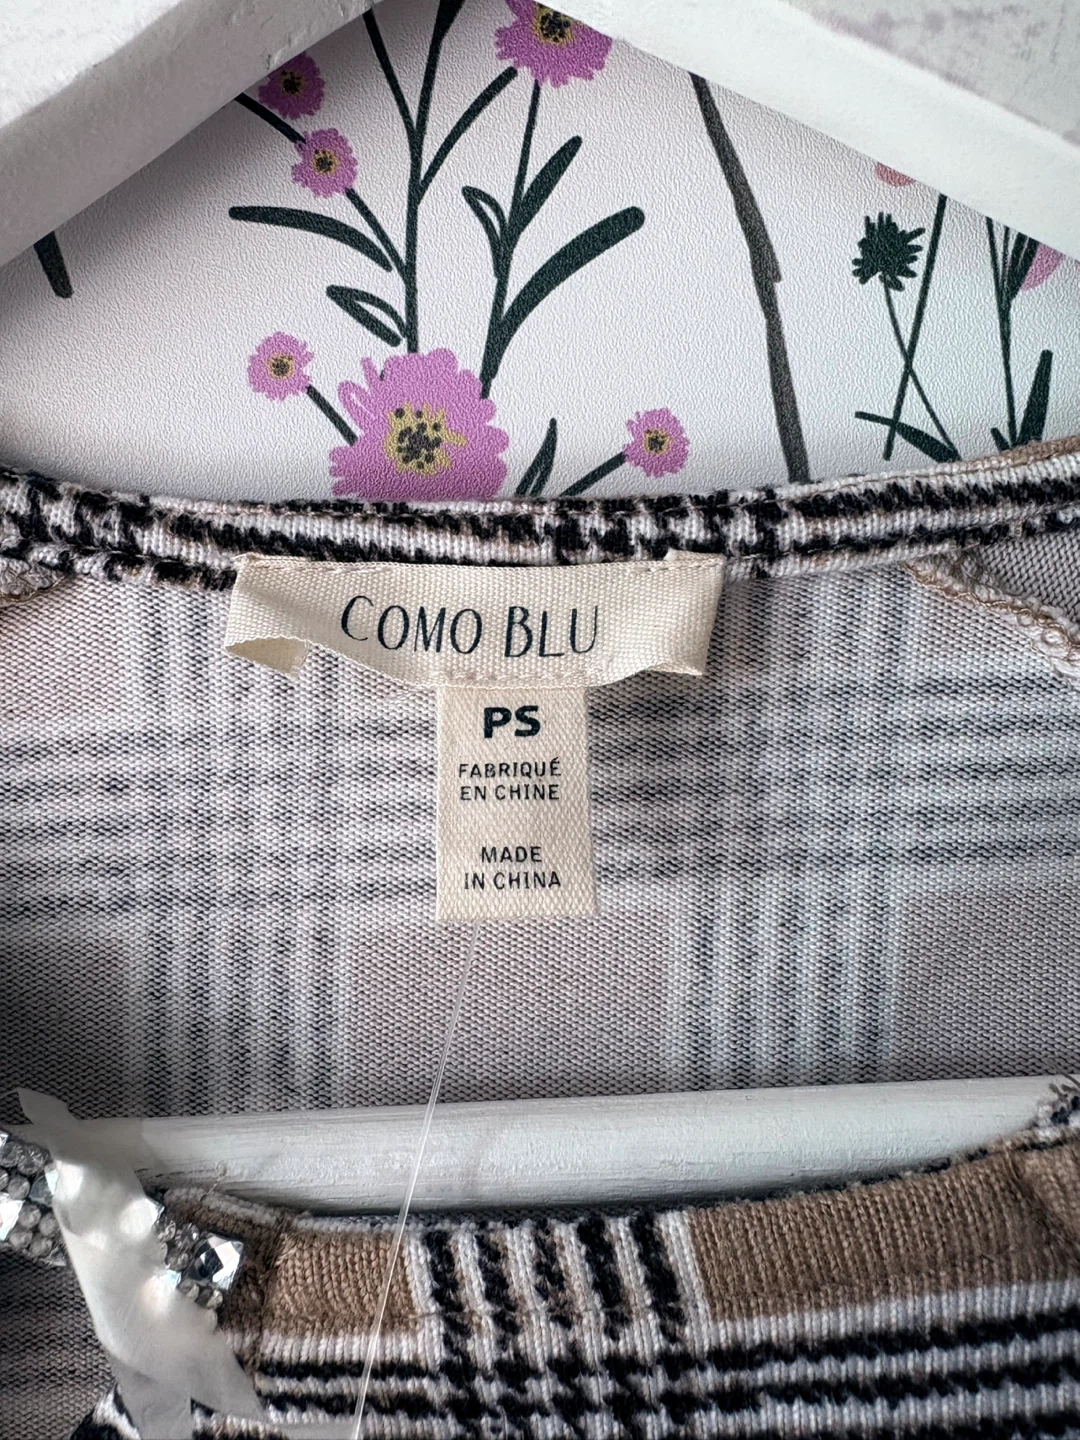 COMO BLU
PS
FABRIQUÉ
EN CHINE
MADE
IN CHINA